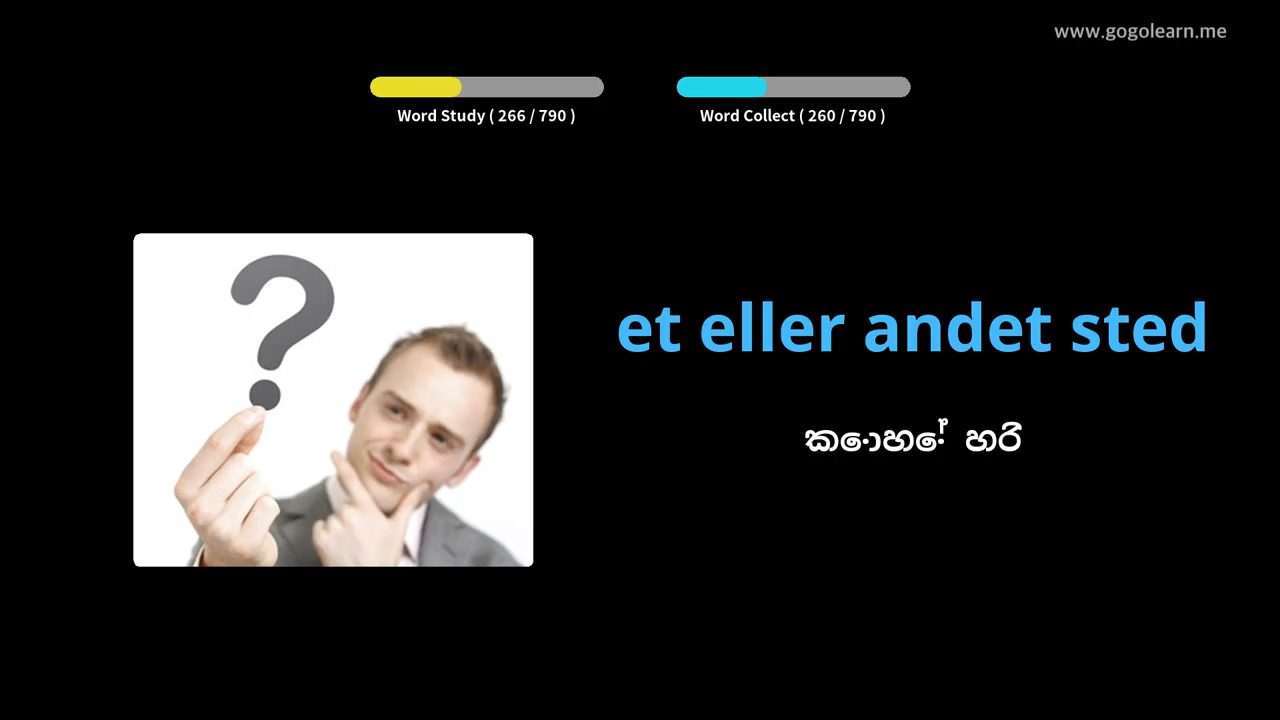 www.gogolearn.me
Word Study ( 266 / 790 )
Word Collect ( 260 / 790 )
et eller andet sted
කොහේ හරි